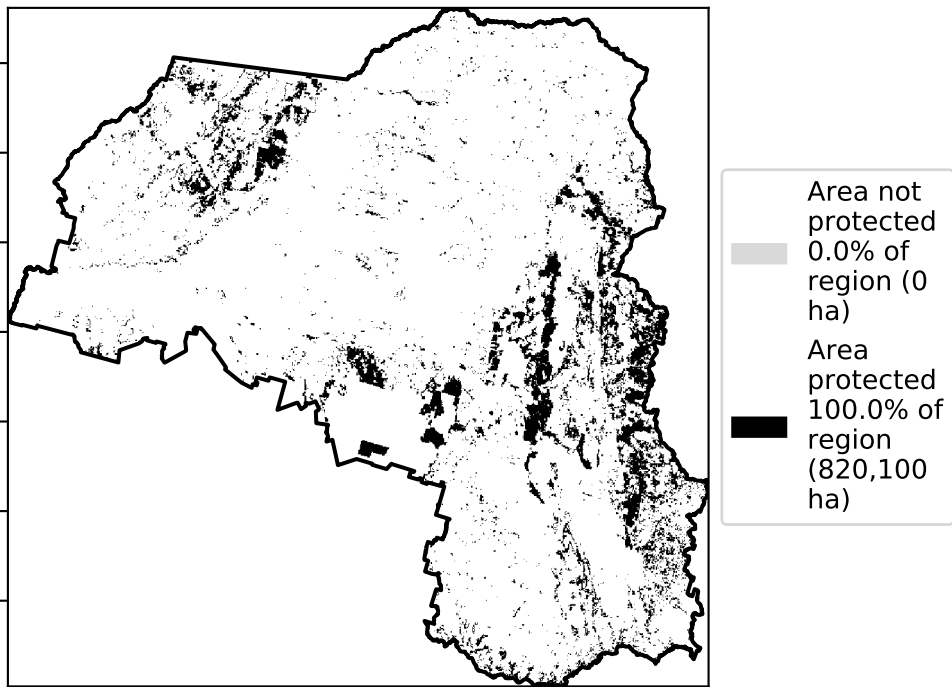 Area not
protected
0.0% of
region (0
ha)
Area
protected
100.0% of
region
(820,100
ha)